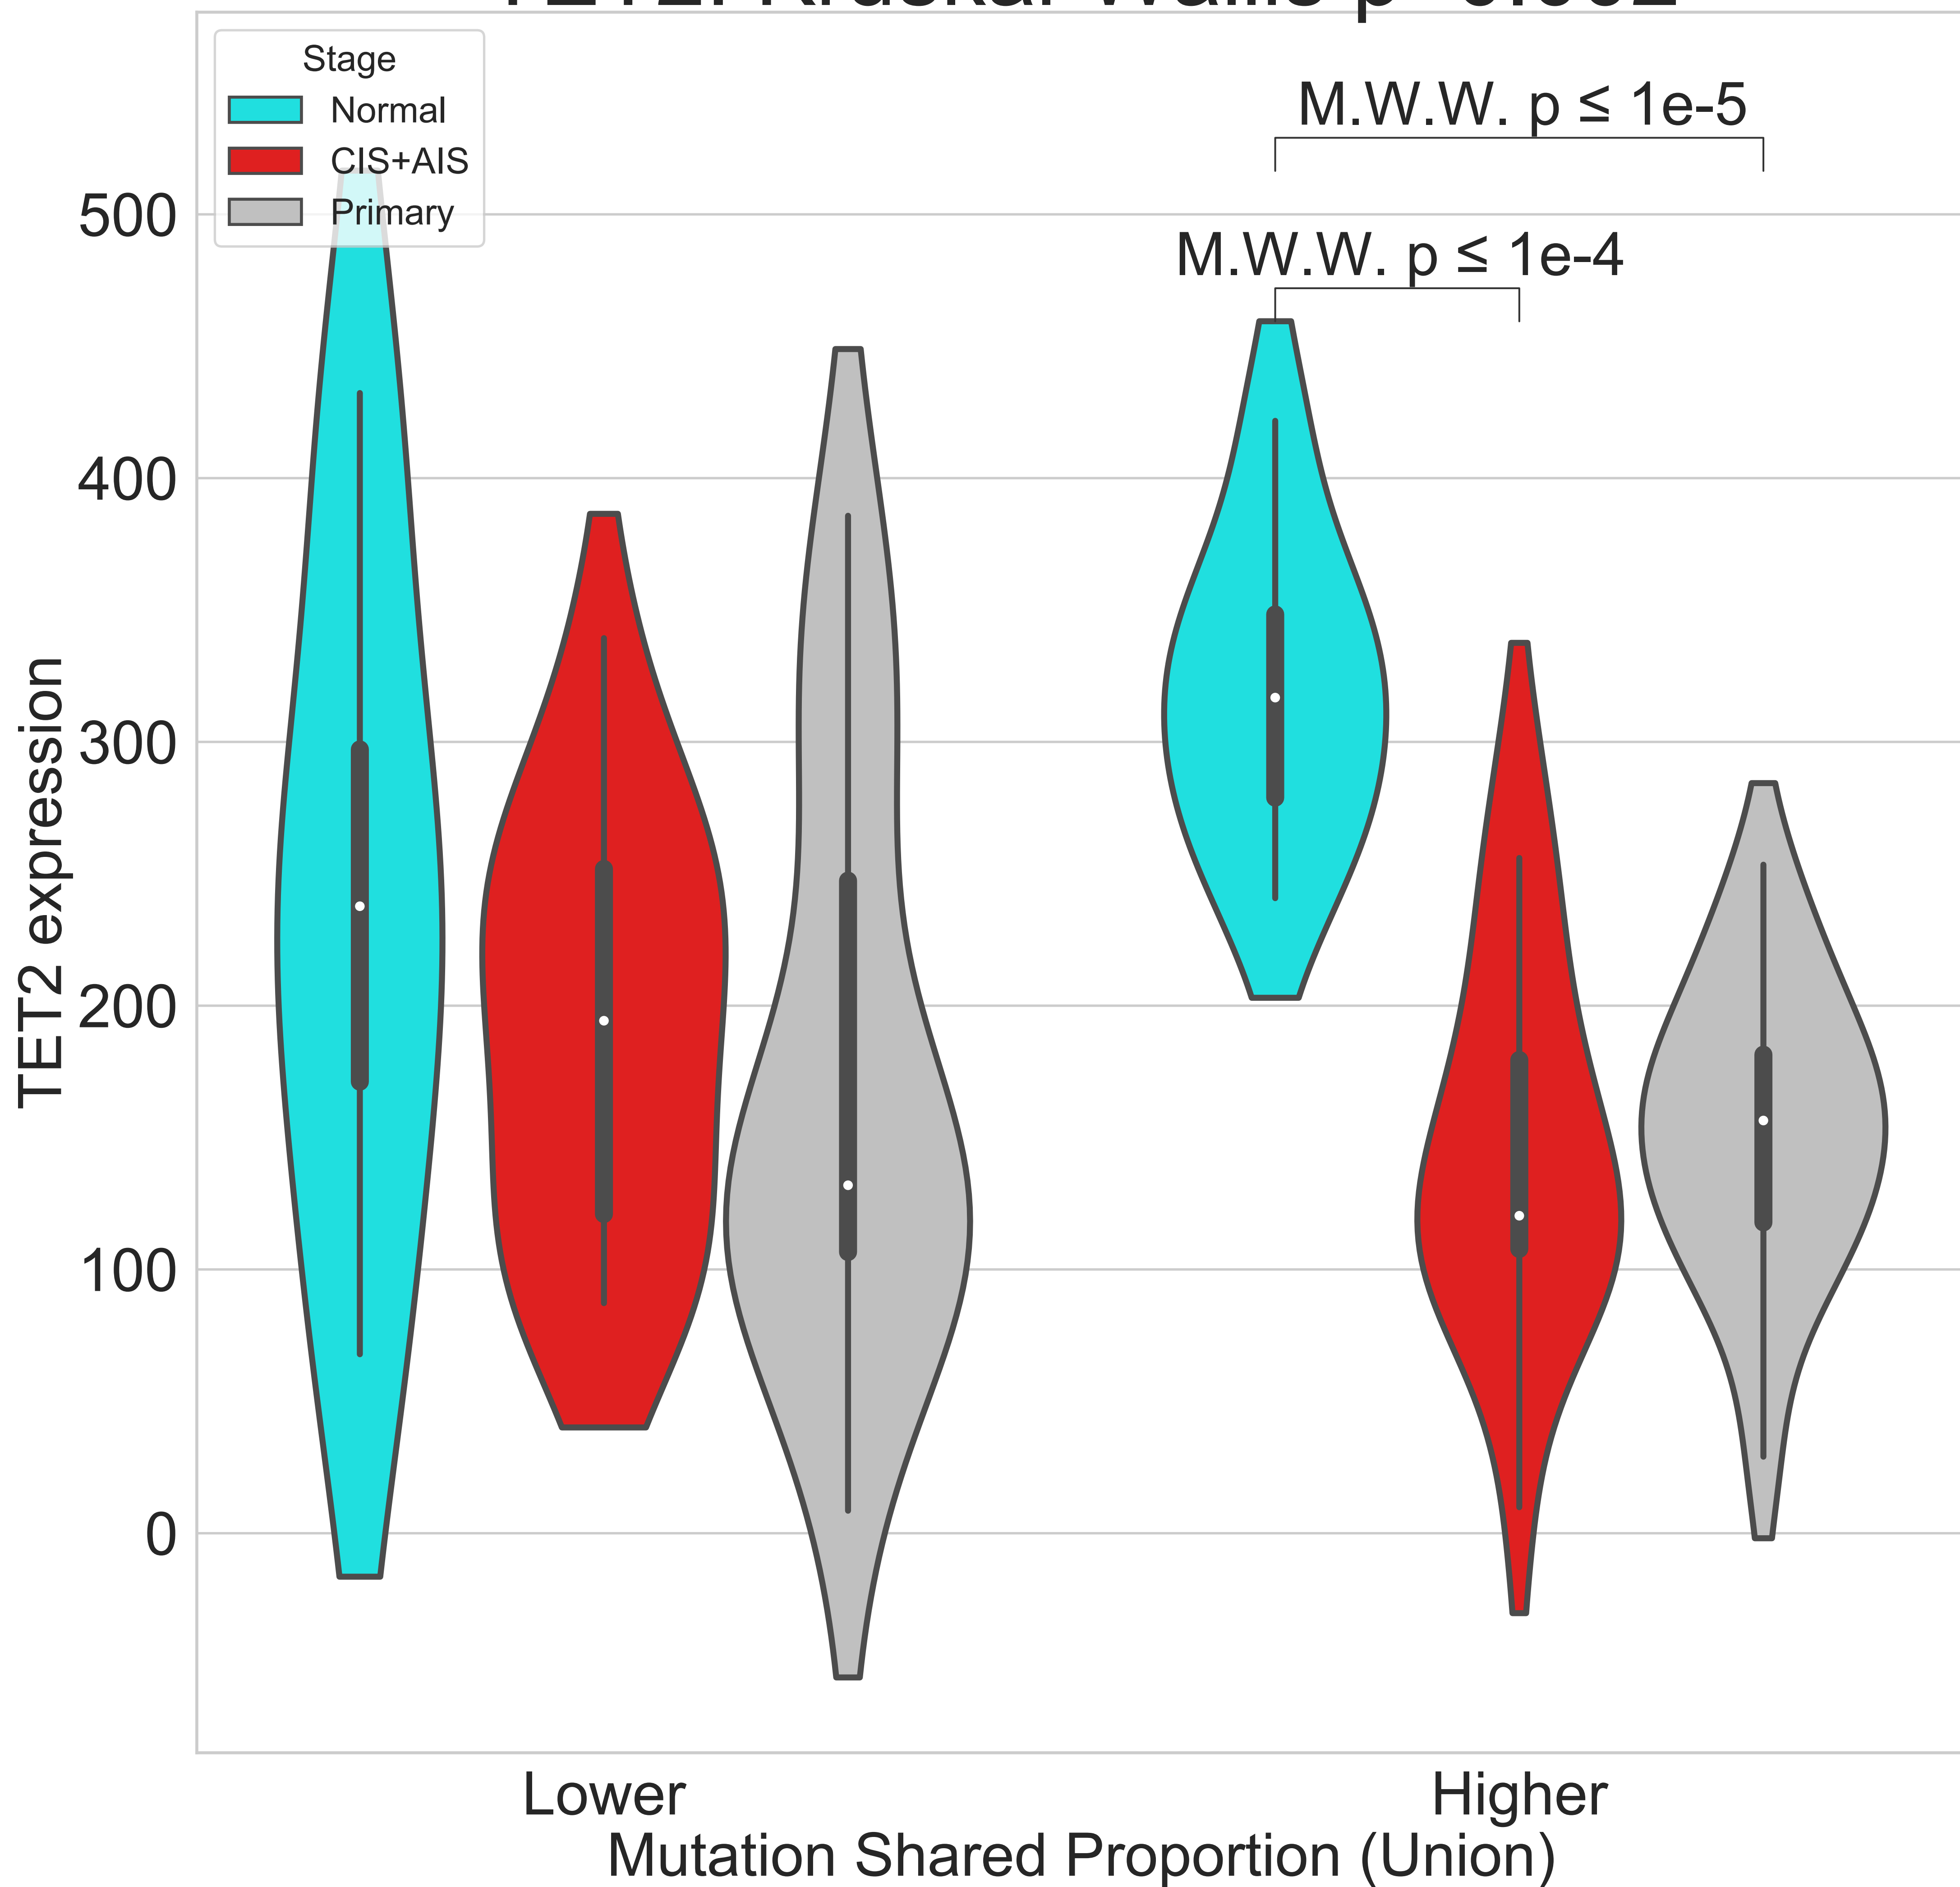 Stage
Normal
CIS+AIS
Primary
M.W.W. p ≤ 1e-5
M.W.W. p ≤ 1e-4
500
400
300
200
100
0
TET2 expression
Lower
Higher
Mutation Shared Proportion (Union)